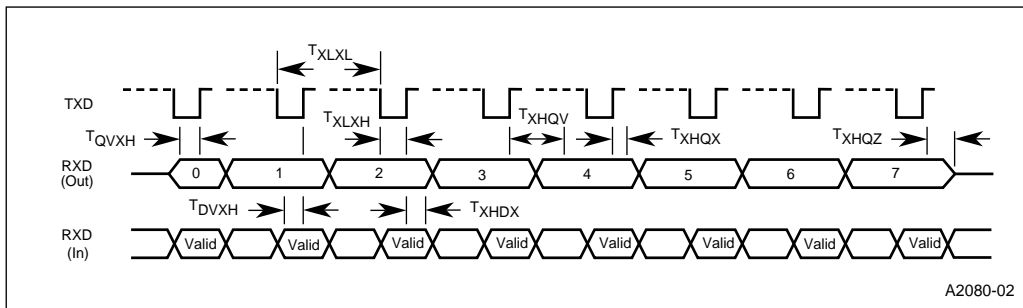 TXLXL
TXD
TXLXH
TXHQV
TQVXH
TXHQX
TXHQZ
RXD
(Out)
0 1 2 3 4 5 6 7
TDVXH
TXHDX
RXD
(In)
Valid Valid Valid Valid Valid Valid Valid Valid
A2080-02